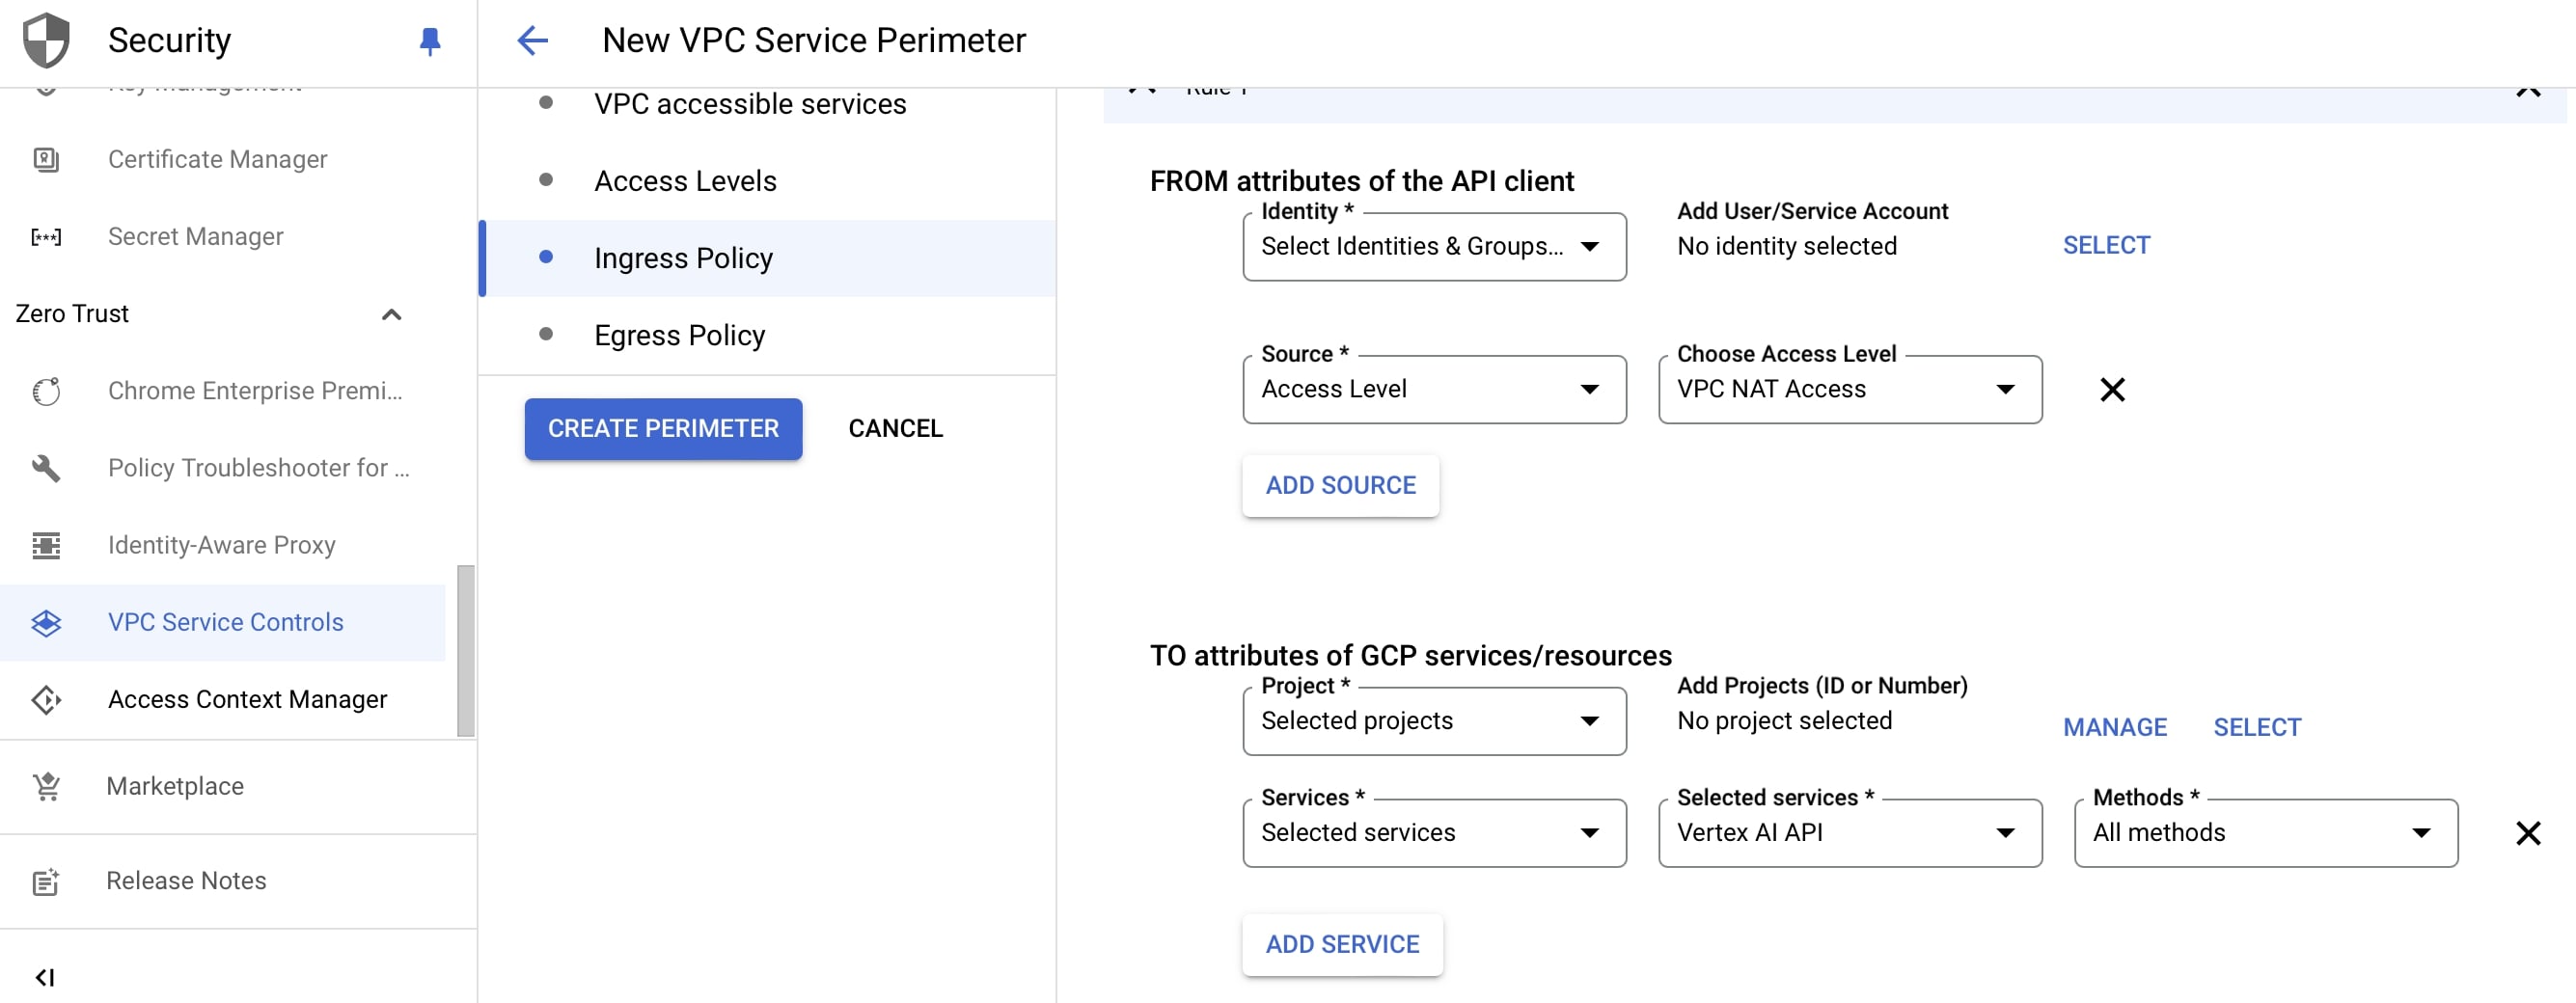 Security
New VPC Service Perimeter
Key Management
Certificate Manager
Secret Manager
Zero Trust
Chrome Enterprise Premi...
Policy Troubleshooter for ...
Identity-Aware Proxy
VPC Service Controls
Access Context Manager
Marketplace
Release Notes
VPC accessible services
Access Levels
Ingress Policy
Egress Policy
CREATE PERIMETER
CANCEL
Rule 1
FROM attributes of the API client
Identity *
Select Identities & Groups...
Add User/Service Account
No identity selected
SELECT
Source *
Access Level
Choose Access Level
VPC NAT Access
ADD SOURCE
TO attributes of GCP services/resources
Project *
Selected projects
Add Projects (ID or Number)
No project selected
MANAGE
SELECT
Services *
Selected services
Selected services *
Vertex AI API
Methods *
All methods
ADD SERVICE